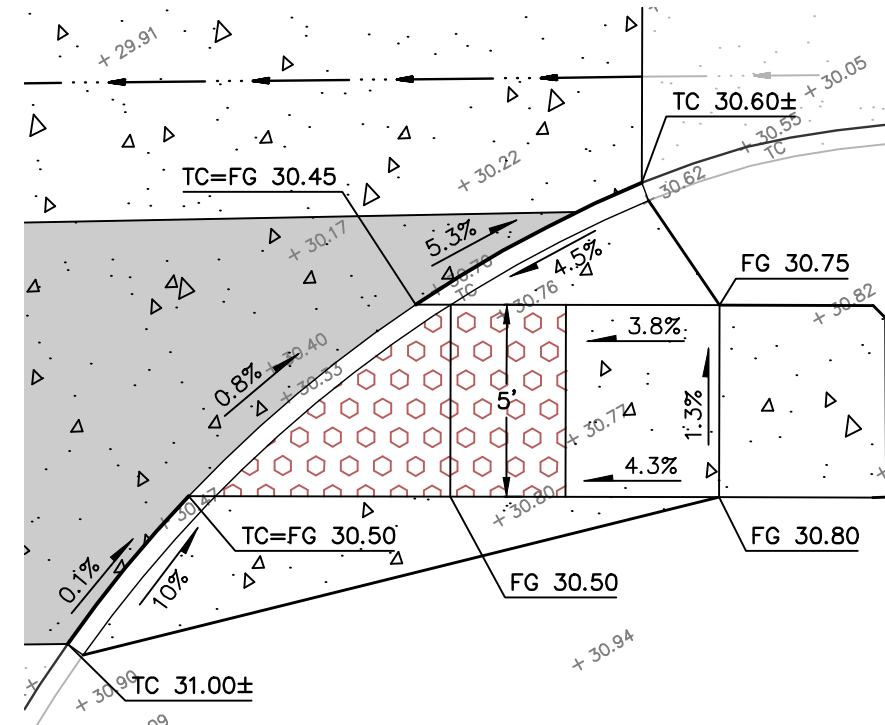 + 29.91
+ 30.05
TC 30.60±
+ 30.55
TC
30.62
+ 30.22
TC=FG 30.45
+ 30.17
5.3%
4.5%
FG 30.75
+ 30.70
TC
+ 30.76
+ 30.82
3.8%
+ 30.40
0.8%
+ 30.33
5'
1.3%
+ 30.77
4.3%
+ 30.47
+ 30.80
TC=FG 30.50
FG 30.80
0.1%
10%
FG 30.50
+ 30.94
TC 31.00±
+ 30.90